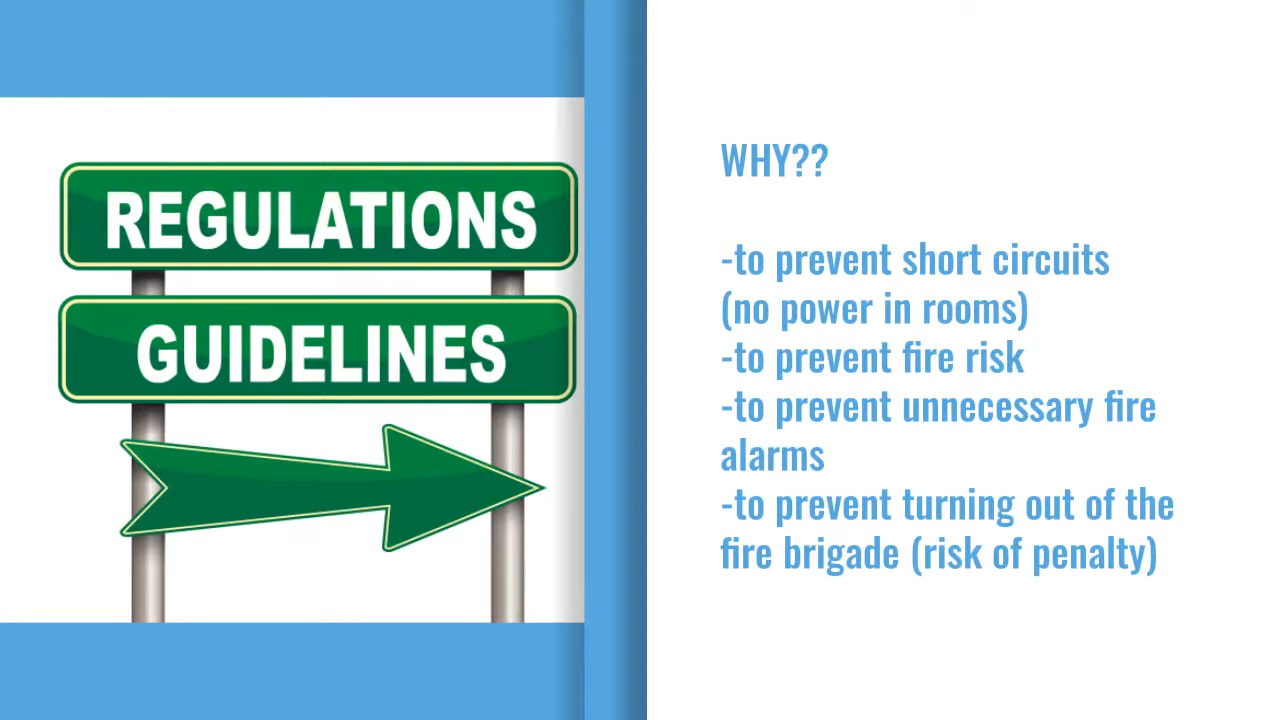 REGULATIONS
GUIDELINES
WHY??
-to prevent short circuits
(no power in rooms)
-to prevent fire risk
-to prevent unnecessary fire
alarms
-to prevent turning out of the
fire brigade (risk of penalty)